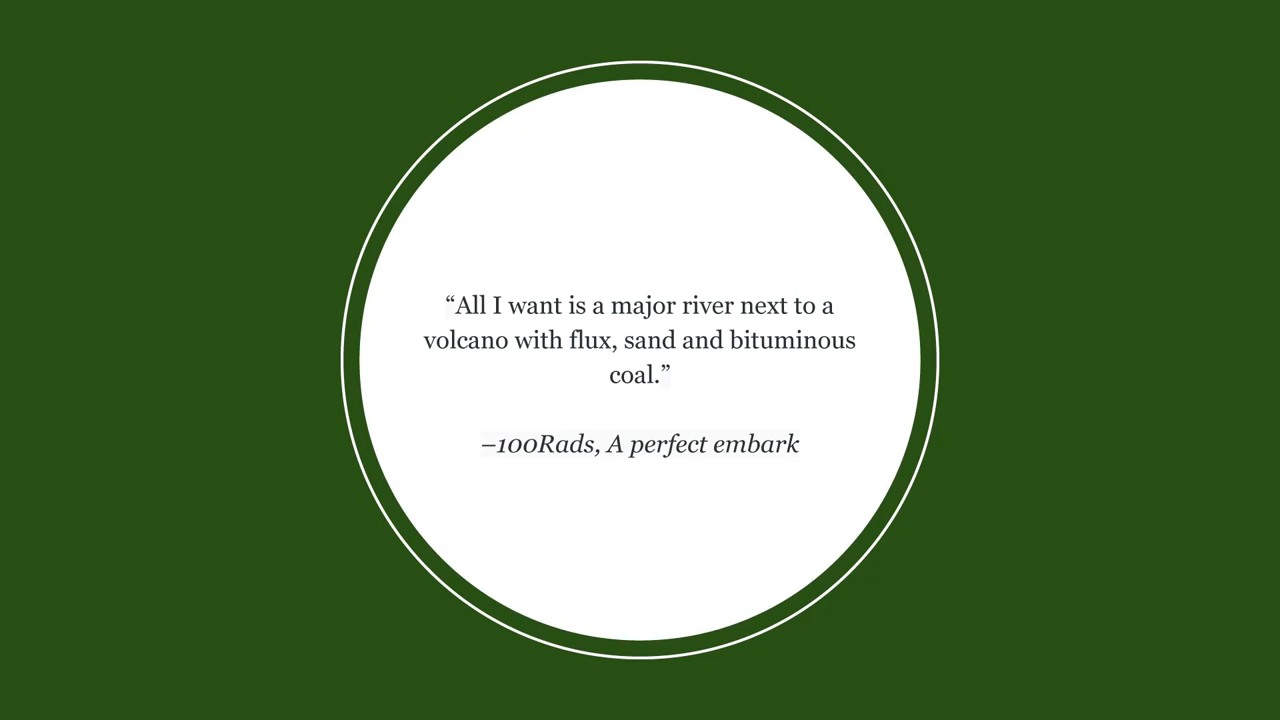 “All I want is a major river next to a
volcano with flux, sand and bituminous
coal.”
–100Rads, A perfect embark